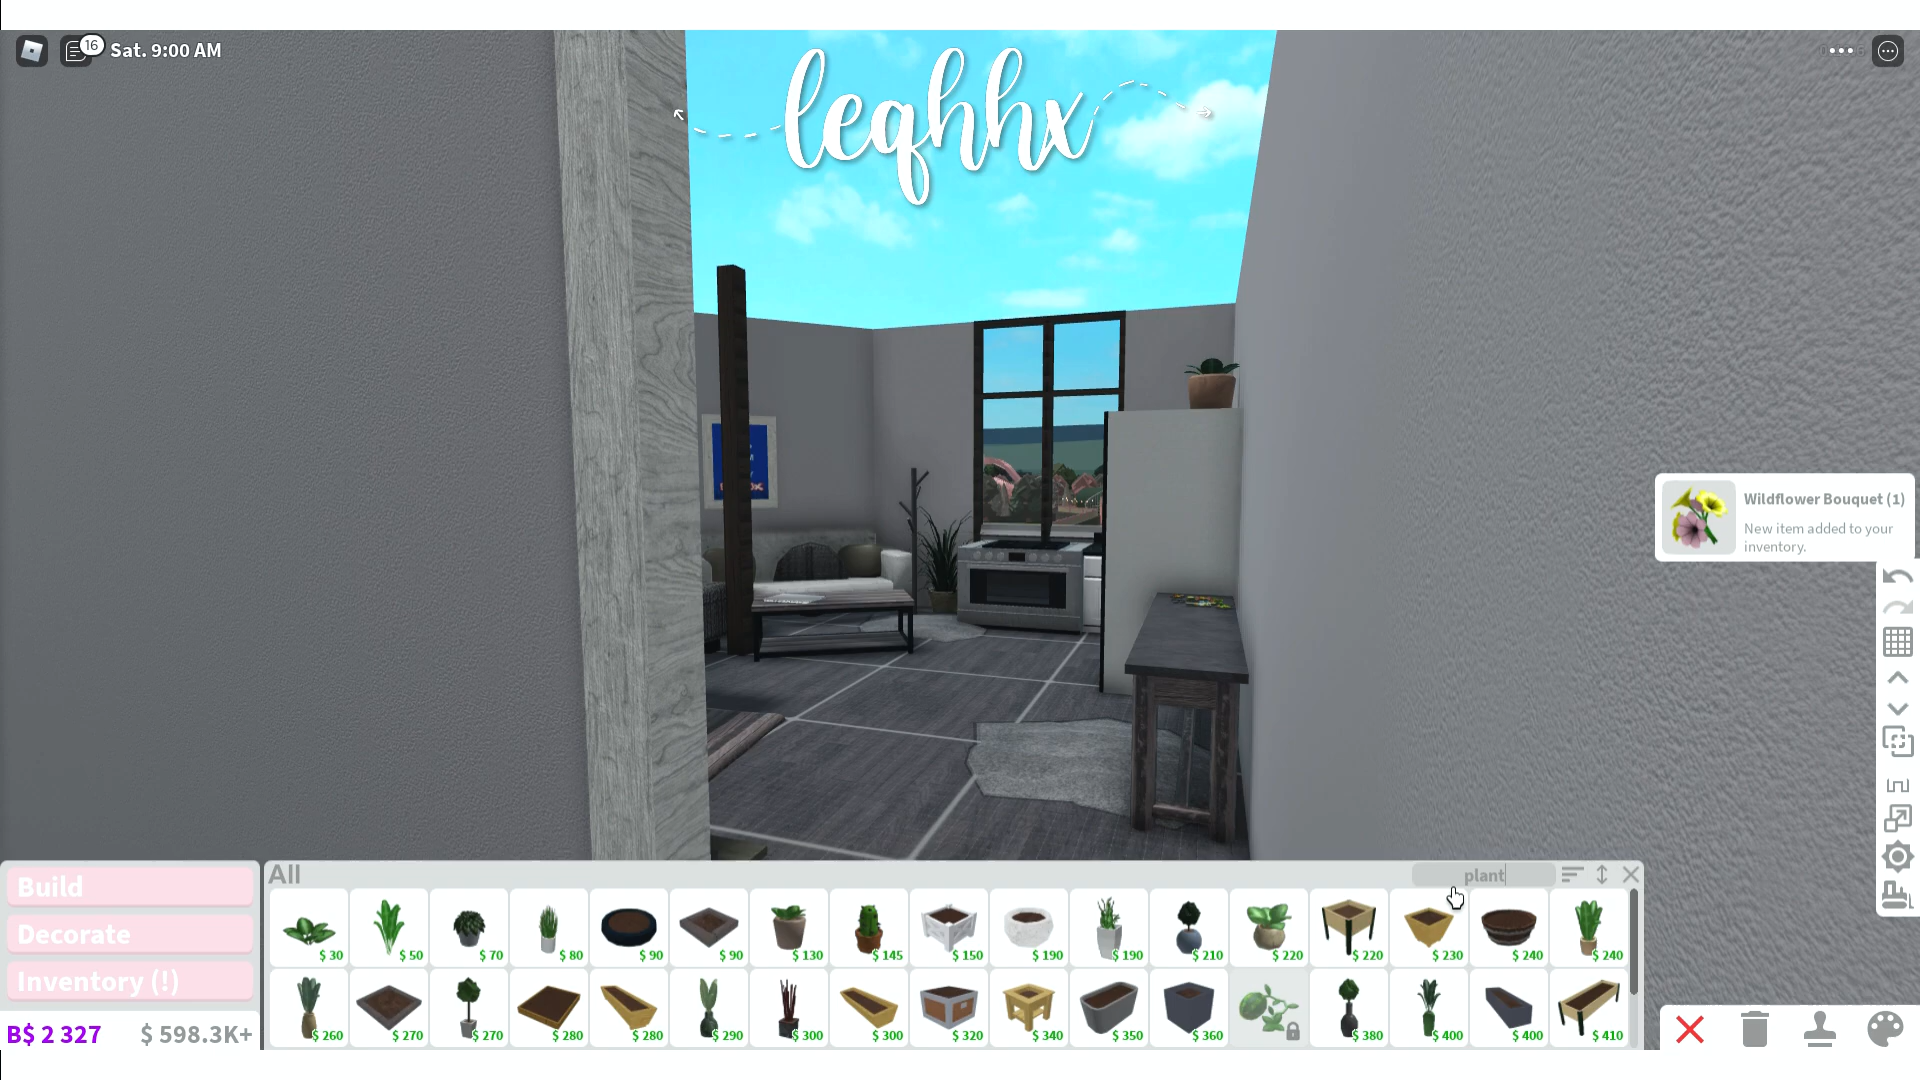 16 Sat. 9:00 AM
leqhhx
Wildflower Bouquet (1)
New item added to your
inventory.
All
plant
Build
Decorate
Inventory (!)
B$ 2 327 $ 598.3K+
$ 30 $ 50 $ 70 $ 80 $ 90 $ 90 $ 130 $ 145 $ 150 $ 190 $ 190 $ 210 $ 220 $ 220 $ 230 $ 240 $ 240
$ 260 $ 270 $ 270 $ 280 $ 280 $ 290 $ 300 $ 300 $ 320 $ 340 $ 350 $ 360 $ 380 $ 400 $ 400 $ 410